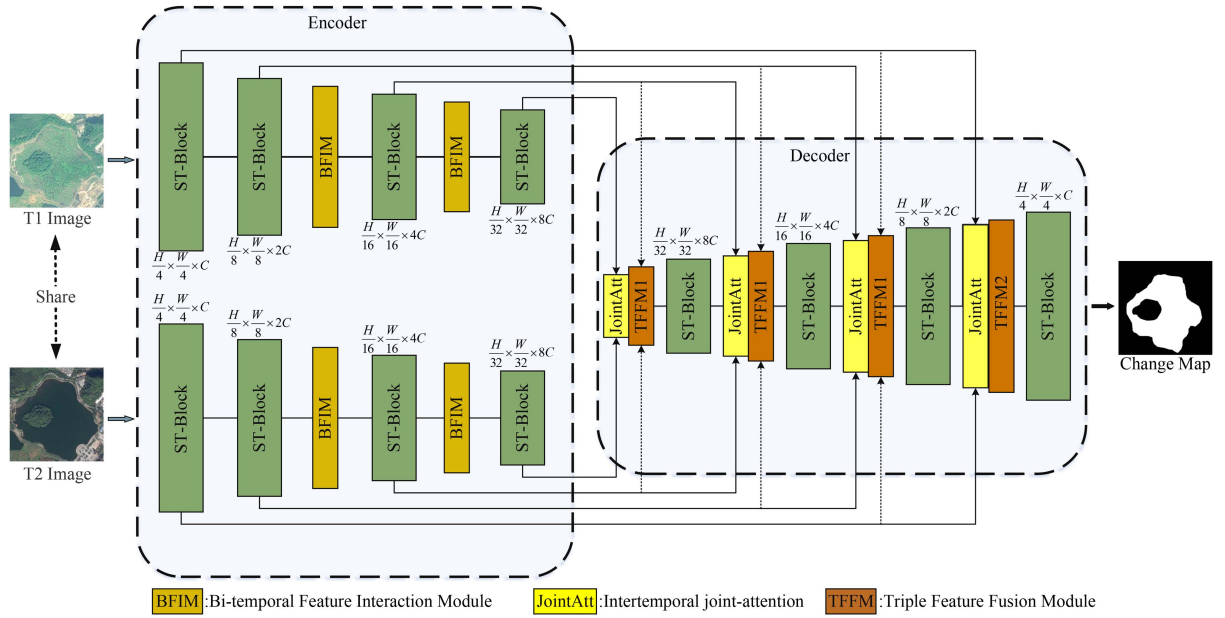 Encoder
ST-Block
ST-Block
BFIM
ST-Block
BFIM
ST-Block
H/4 × W/4 × C
H/8 × W/8 × 2C
H/16 × W/16 × 4C
H/32 × W/32 × 8C
T1 Image
Share
T2 Image
H/4 × W/4 × C
H/8 × W/8 × 2C
H/16 × W/16 × 4C
H/32 × W/32 × 8C
ST-Block
ST-Block
BFIM
ST-Block
BFIM
ST-Block
Decoder
H/32 × W/32 × 8C
H/16 × W/16 × 4C
H/8 × W/8 × 2C
H/4 × W/4 × C
JointAtt
TFFM1
ST-Block
JointAtt
TFFM1
ST-Block
JointAtt
TFFM1
ST-Block
JointAtt
TFFM2
ST-Block
Change Map
BFIM :Bi-temporal Feature Interaction Module JointAtt :Intertemporal joint-attention TFFM :Triple Feature Fusion Module